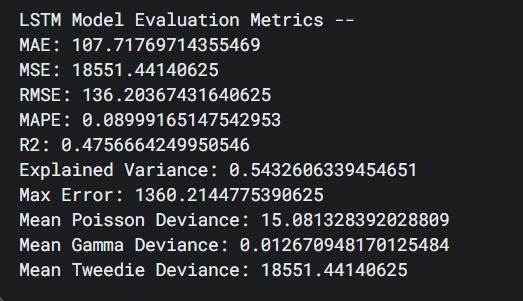 LSTM Model Evaluation Metrics --
MAE: 107.71769714355469
MSE: 18551.44140625
RMSE: 136.20367431640625
MAPE: 0.08999165147542953
R2: 0.4756664249950546
Explained Variance: 0.5432606339454651
Max Error: 1360.2144775390625
Mean Poisson Deviance: 15.081328392028809
Mean Gamma Deviance: 0.012670948170125484
Mean Tweedie Deviance: 18551.44140625